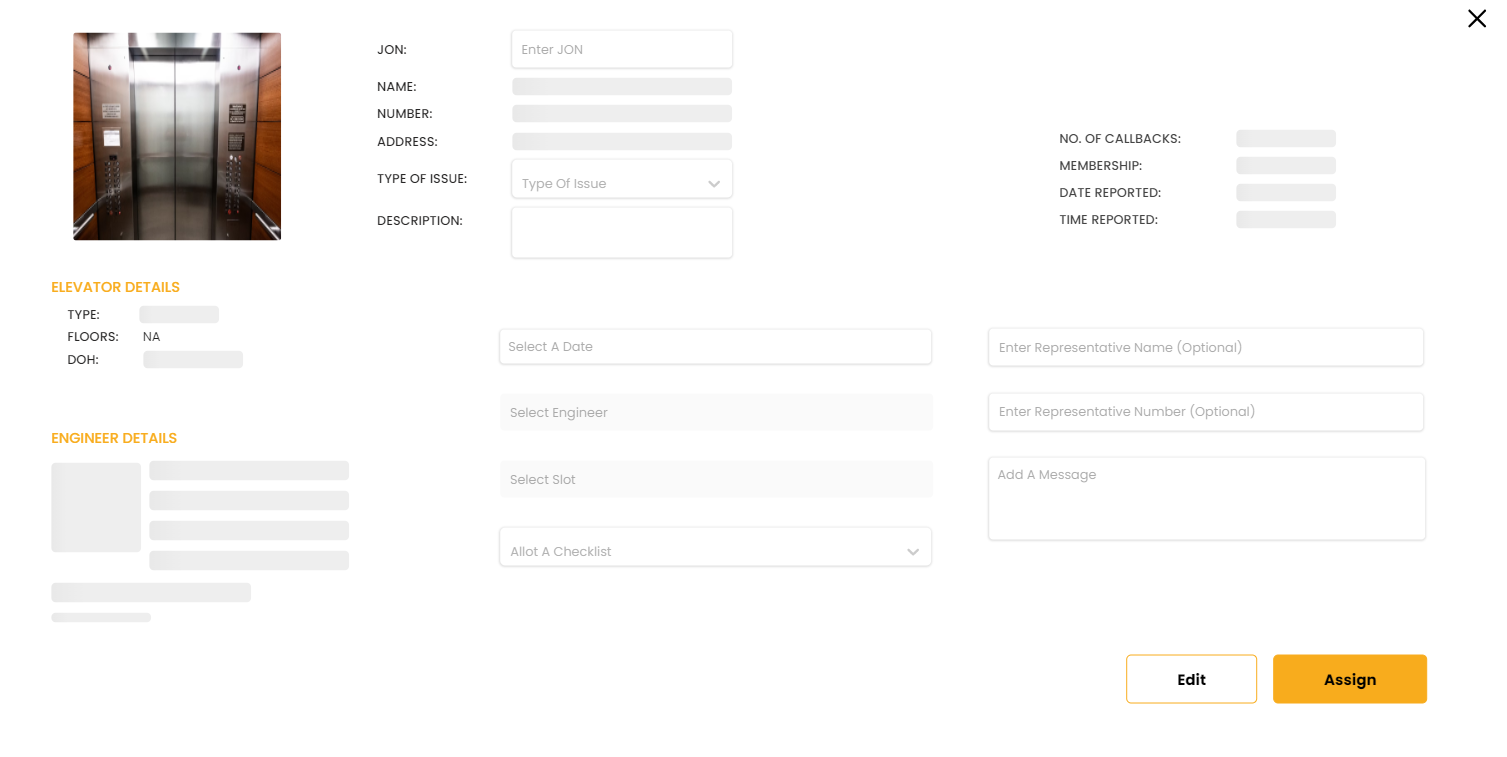 JON:
Enter JON
NAME:
NUMBER:
ADDRESS:
TYPE OF ISSUE:
Type Of Issue
DESCRIPTION:
NO. OF CALLBACKS:
MEMBERSHIP:
DATE REPORTED:
TIME REPORTED:
ELEVATOR DETAILS
TYPE:
FLOORS: NA
DOH:
ENGINEER DETAILS
Select A Date
Select Engineer
Select Slot
Allot A Checklist
Enter Representative Name (Optional)
Enter Representative Number (Optional)
Add A Message
Edit
Assign